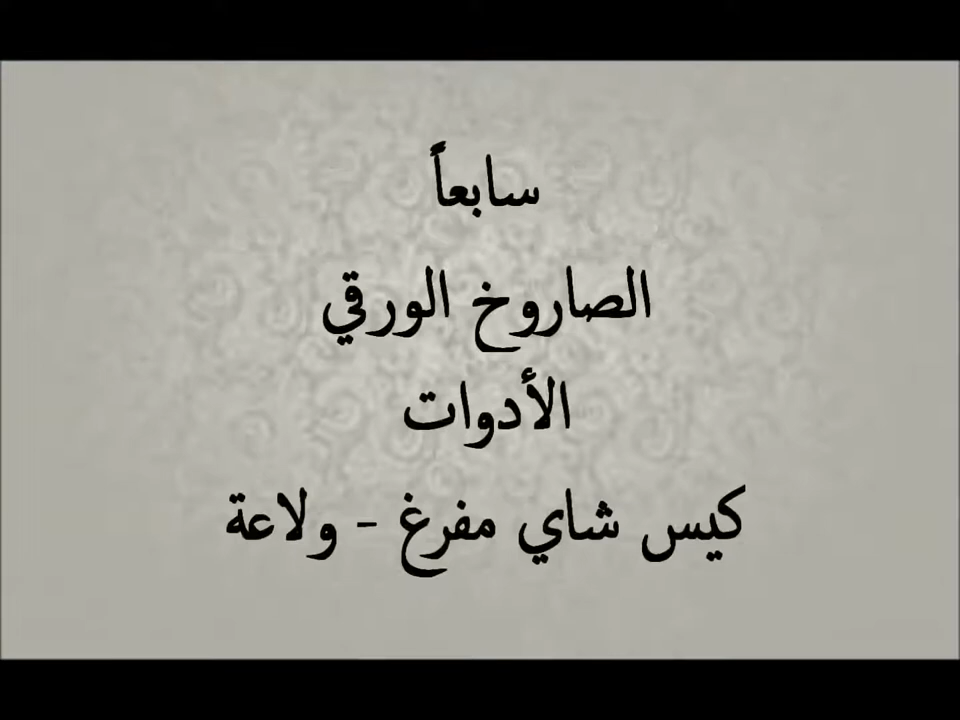 سابعاً
الصاروخ الورقي
الأدوات
كيس شاي مفرغ - ولاعة